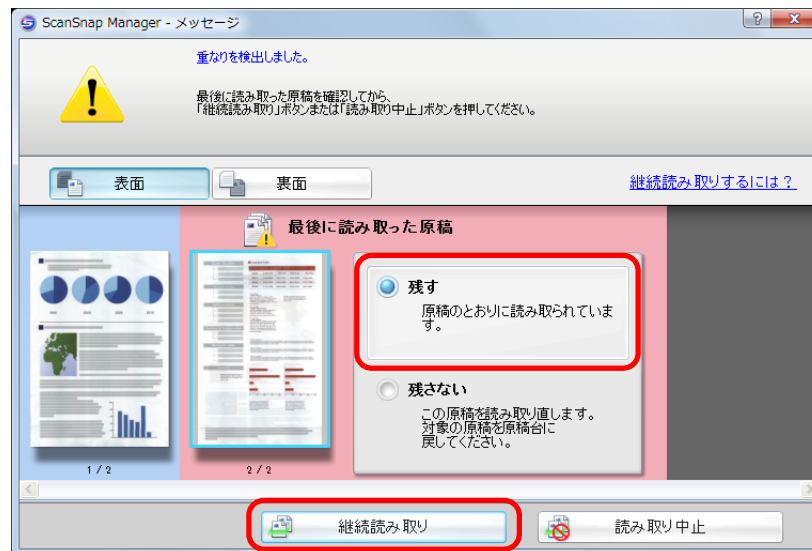 ScanSnap Manager - メッセージ
重なりを検出しました。
最後に読み取った原稿を確認してから、
「継続読み取り」ボタンまたは「読み取り中止」ボタンを押してください。
表面
裏面
継続読み取りするには？
最後に読み取った原稿
残す
原稿のとおりに読み取られていま
す。
残さない
この原稿を読み取り直します。
対象の原稿を原稿台に
戻してください。
1 / 2
2 / 2
継続読み取り
読み取り中止